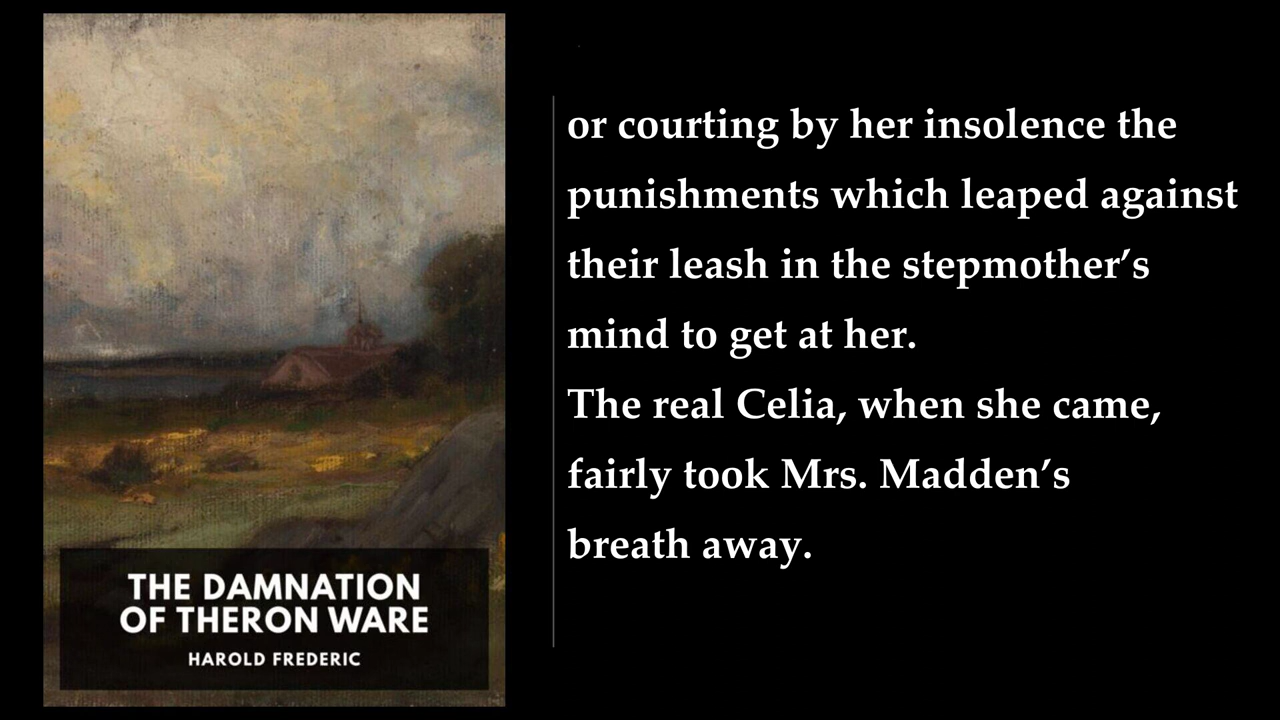 THE DAMNATION
OF THERON WARE
HAROLD FREDERIC
or courting by her insolence the
punishments which leaped against
their leash in the stepmother’s
mind to get at her.
The real Celia, when she came,
fairly took Mrs. Madden’s
breath away.